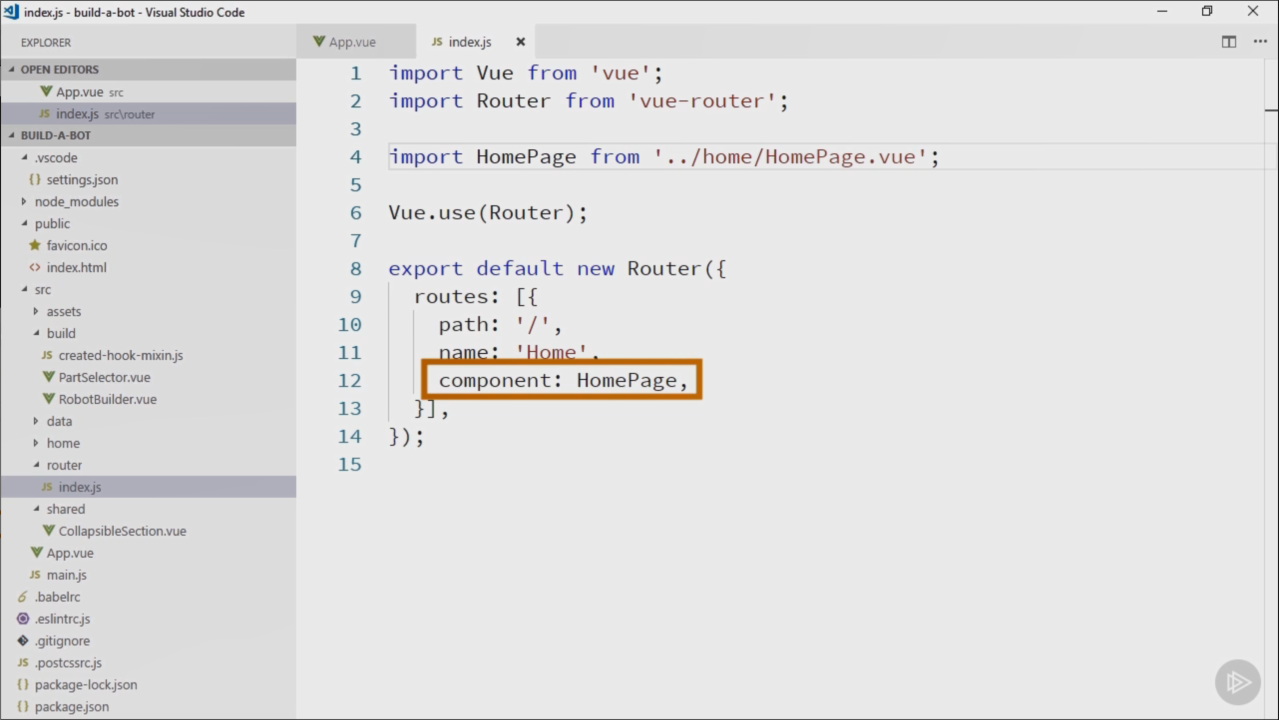 index.js - build-a-bot - Visual Studio Code
EXPLORER
OPEN EDITORS
App.vue src
index.js src\router
BUILD-A-BOT
.vscode
settings.json
node_modules
public
favicon.ico
index.html
src
assets
build
created-hook-mixin.js
PartSelector.vue
RobotBuilder.vue
data
home
router
index.js
shared
CollapsibleSection.vue
App.vue
main.js
.babelrc
.eslintrc.js
.gitignore
.postcssrc.js
package-lock.json
package.json
App.vue
JS index.js
1 import Vue from 'vue';
2 import Router from 'vue-router';
3
4 import HomePage from '../home/HomePage.vue';
5
6 Vue.use(Router);
7
8 export default new Router({
9 routes: [{
10 path: '/',
11 name: 'Home',
12 component: HomePage,
13 }],
14 });
15